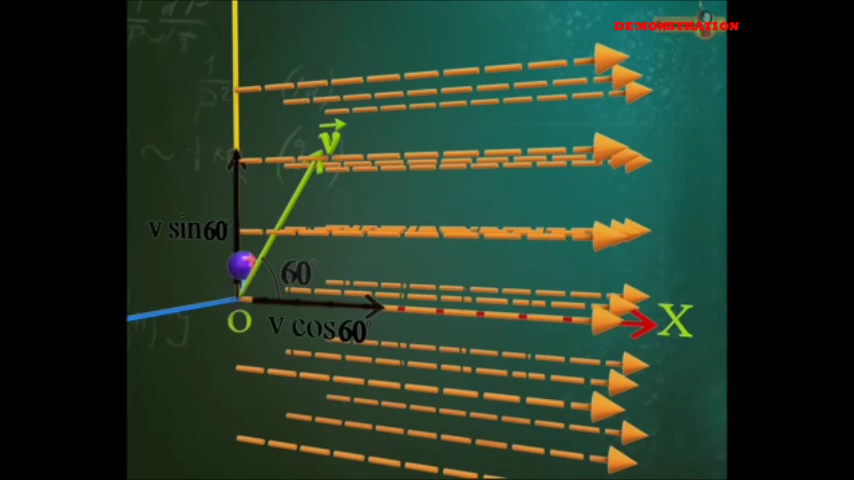 DEMONSTRATION
v
v sin60°
60°
O
v cos60°
X